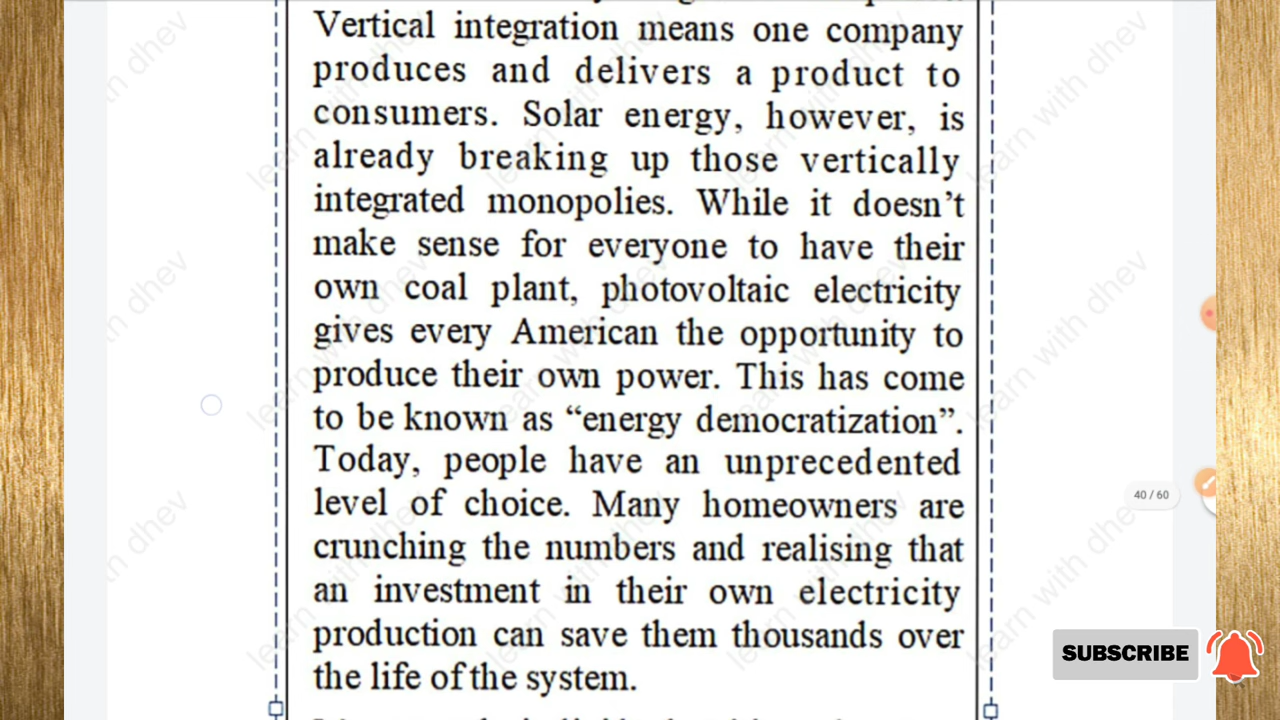 Vertical integration means one company
produces and delivers a product to
consumers. Solar energy, however, is
already breaking up those vertically
integrated monopolies. While it doesn’t
make sense for everyone to have their
own coal plant, photovoltaic electricity
gives every American the opportunity to
produce their own power. This has come
to be known as “energy democratization”.
Today, people have an unprecedented
level of choice. Many homeowners are
crunching the numbers and realising that
an investment in their own electricity
production can save them thousands over
the life of the system.
40 / 60
SUBSCRIBE
learn with dhev